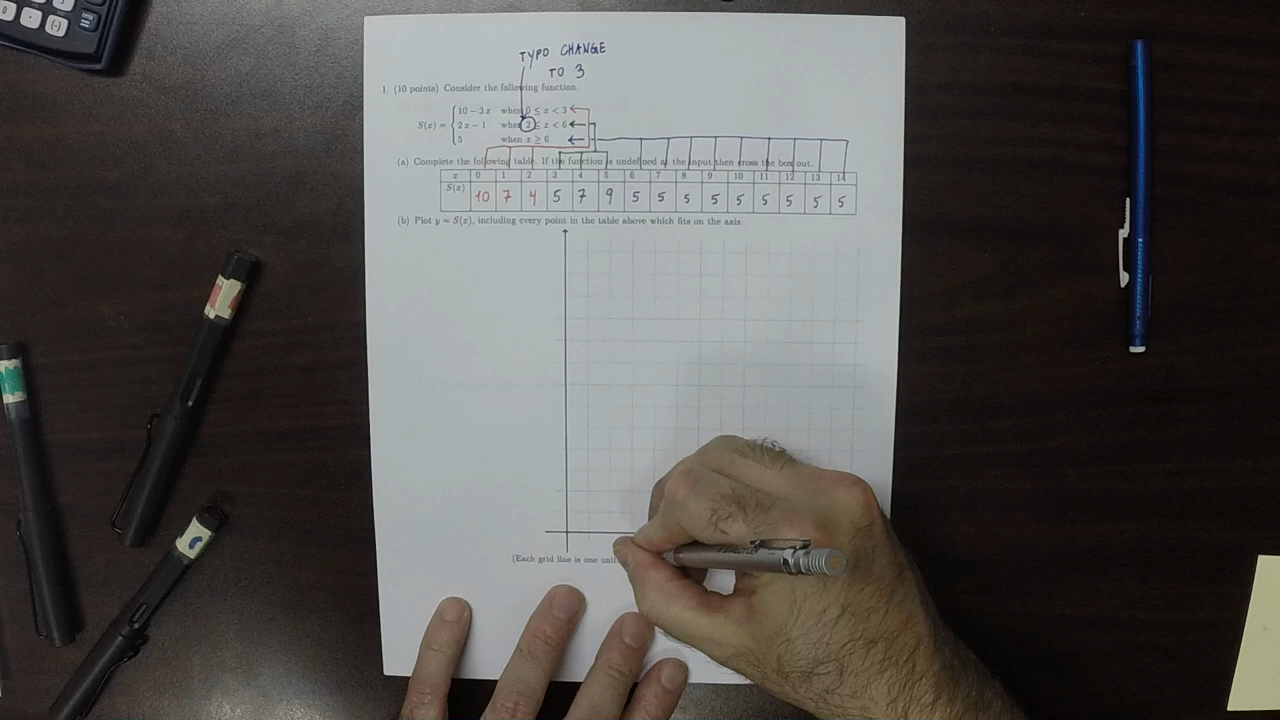 TYPO CHANGE
TO 3
1. (10 points) Consider the following function.
S(x) = { 10 − 3x when 0 ≤ x < 3
2x − 1 when 2 ≤ x < 6
5 when x ≥ 6
(a) Complete the following table. If the function is undefined at the input then cross the box out.
x 0 1 2 3 4 5 6 7 8 9 10 11 12 13 14
S(x) 10 7 4 5 7 9 5 5 5 5 5 5 5 5 5
(b) Plot y = S(x), including every point in the table above which fits on the axis.
(Each grid line is one unit